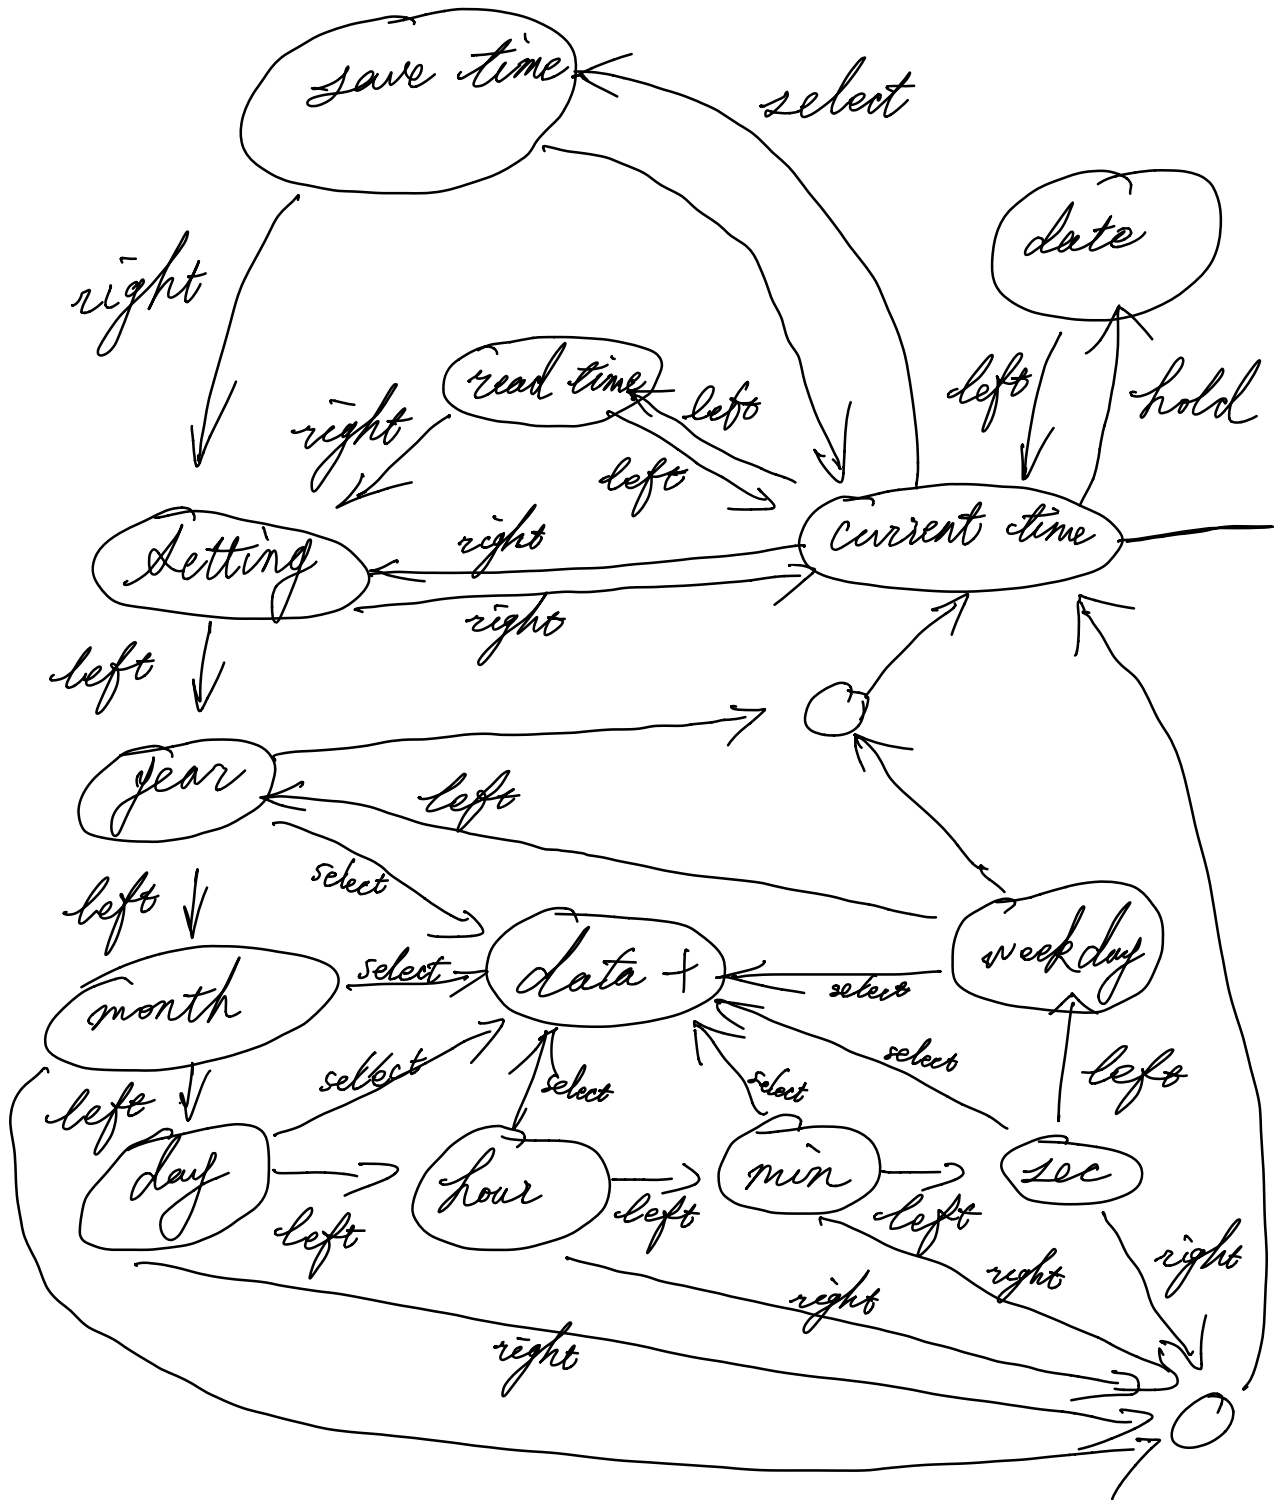 save time
select
date
right
read time
left
left
hold
right
left
setting
right
current time
right
left
year
left
select
left
weekday
month
select
data +
select
select
select
select
select
left
left
day
hour
min
sec
left
left
left
right
right
right
right